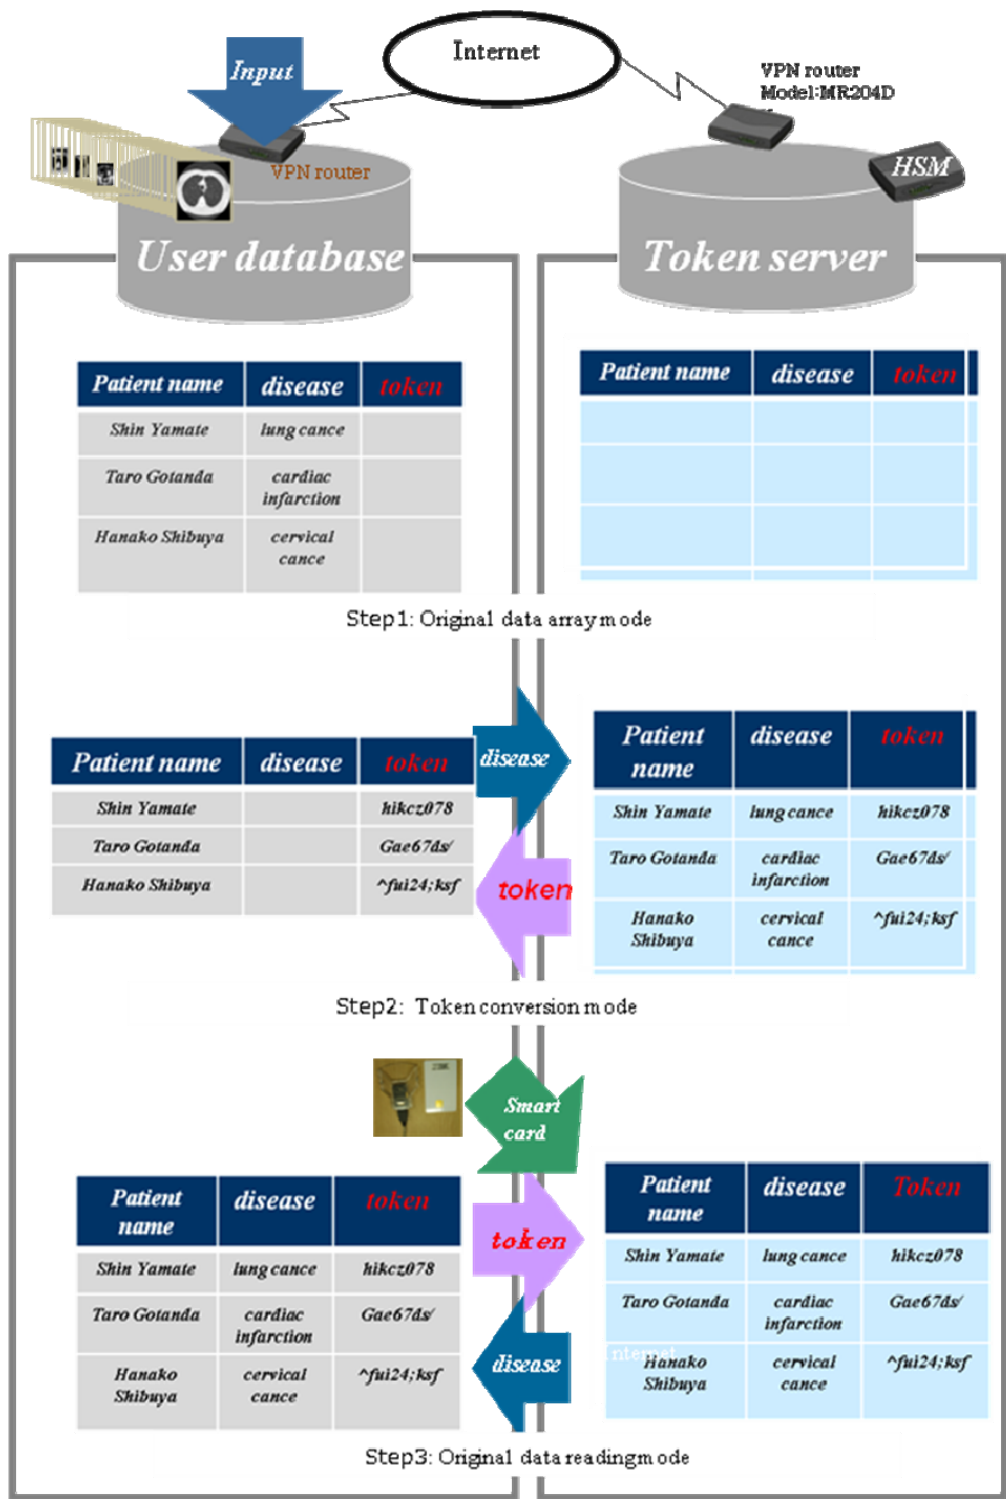 Internet
Input
VPN router
Model:MR204D
VPN router
HSM
User database
Token server
Patient name disease token
Shin Yamate lung cance
Taro Gotanda cardiac
infarction
Hanako Shibuya cervical
cance
Patient name disease token
Step1: Original data array mode
Patient name disease token
Shin Yamate hikcz078
Taro Gotanda Gae67ds/
Hanako Shibuya ^fui24;ksf
disease
token
Patient
name disease token
Shin Yamate lung cance hikcz078
Taro Gotanda cardiac
infarction Gae67ds/
Hanako
Shibuya cervical
cance ^fui24;ksf
Step2: Token conversion mode
Smart
card
Patient
name disease token
Shin Yamate lung cance hikcz078
Taro Gotanda cardiac
infarction Gae67ds/
Hanako
Shibuya cervical
cance ^fui24;ksf
token
disease
Patient
name disease Token
Shin Yamate lung cance hikcz078
Taro Gotanda cardiac
infarction Gae67ds/
Hanako
Shibuya cervical
cance ^fui24;ksf
Step3: Original data reading mode